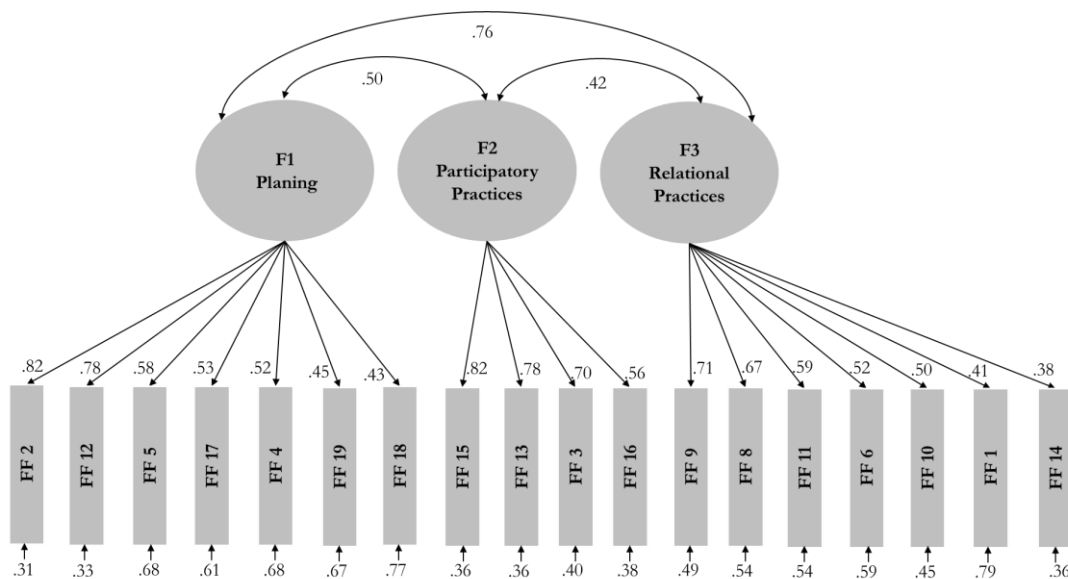 .76
.50
.42
F1
Planing
F2
Participatory
Practices
F3
Relational
Practices
.82 .78 .58 .53 .52 .45 .43 .82 .78 .70 .56 .71 .67 .59 .52 .50 .41 .38
FF 2 FF 12 FF 5 FF 17 FF 4 FF 19 FF 18 FF 15 FF 13 FF 3 FF 16 FF 9 FF 8 FF 11 FF 6 FF 10 FF 1 FF 14
.31 .33 .68 .61 .68 .67 .77 .36 .36 .40 .38 .49 .54 .54 .59 .45 .79 .36